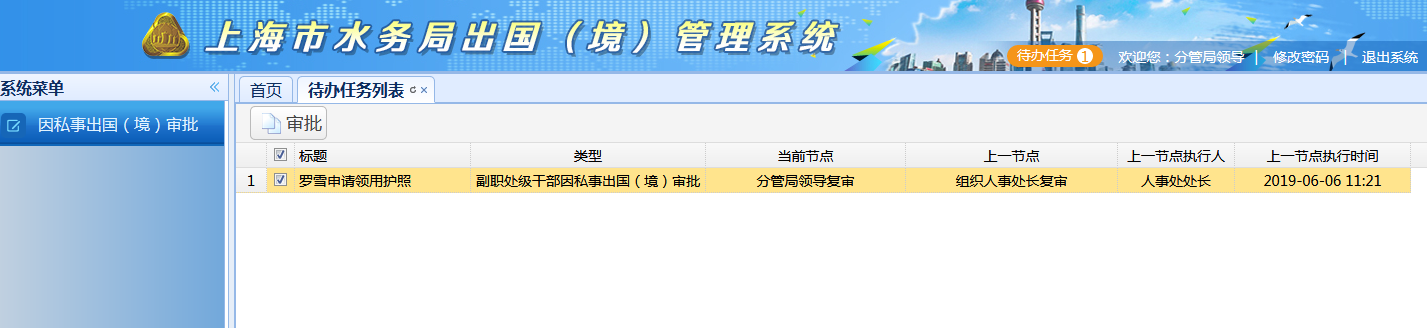 上海市水务局出国（境）管理系统
待办任务 1 欢迎您：分管局领导 | 修改密码 | 退出系统
系统菜单 «
首页 待办任务列表
因私事出国（境）审批
审批
标题 类型 当前节点 上一节点 上一节点执行人 上一节点执行时间
1 罗雪申请领用护照 副职处级干部因私事出国（境）审批 分管局领导复审 组织人事处长复审 人事处处长 2019-06-06 11:21